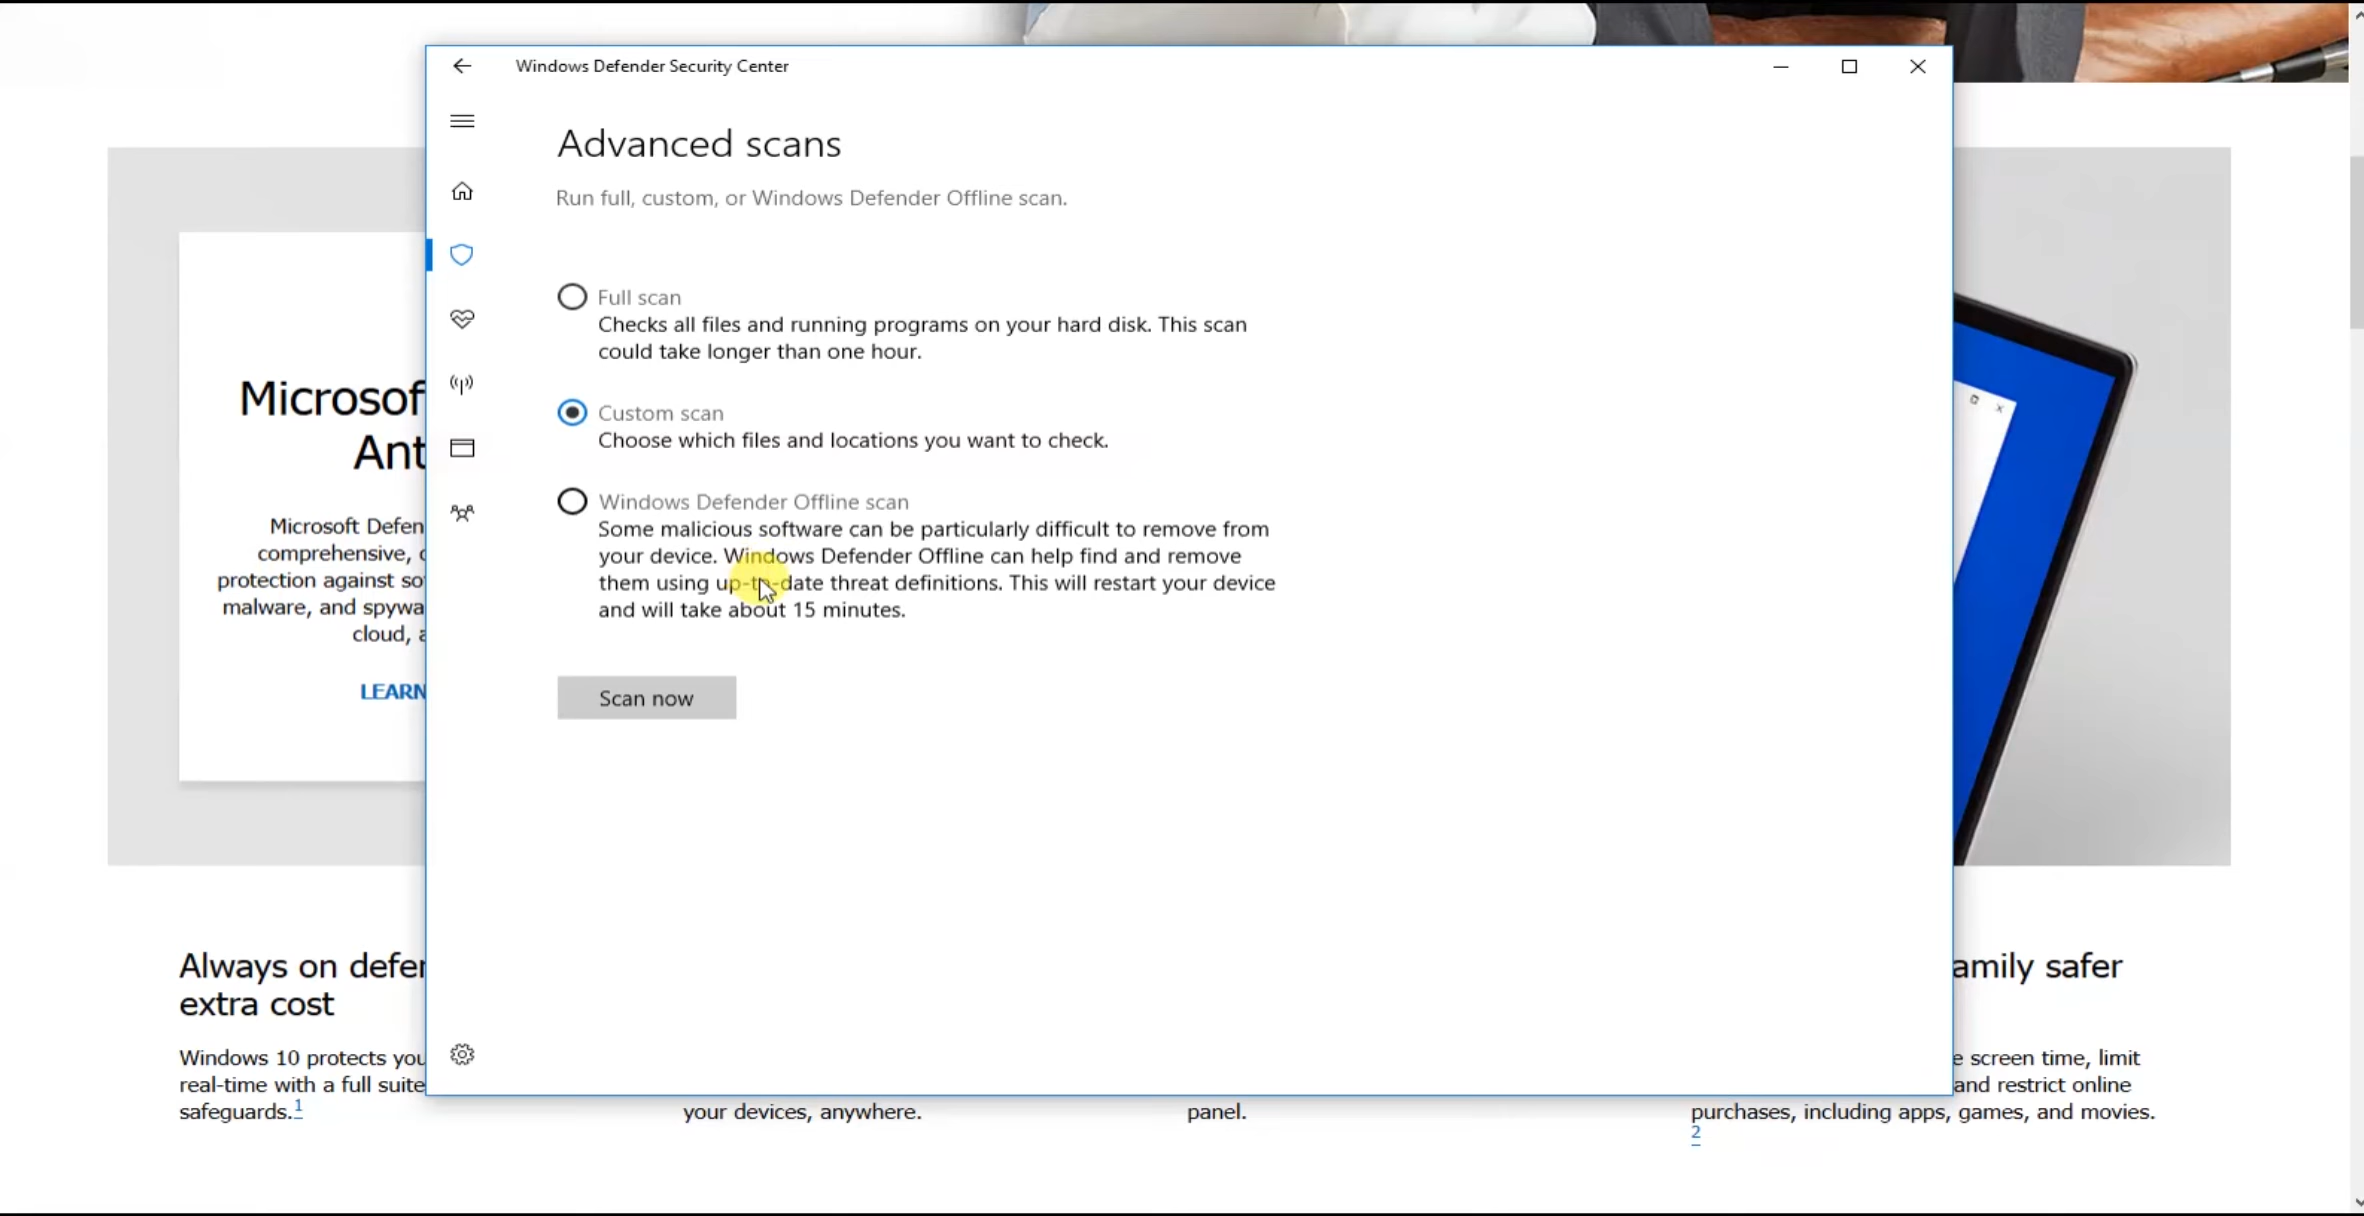 Windows Defender Security Center
Advanced scans
Run full, custom, or Windows Defender Offline scan.
Full scan
Checks all files and running programs on your hard disk. This scan
could take longer than one hour.
Custom scan
Choose which files and locations you want to check.
Windows Defender Offline scan
Some malicious software can be particularly difficult to remove from
your device. Windows Defender Offline can help find and remove
them using up-to-date threat definitions. This will restart your device
and will take about 15 minutes.
Scan now
Microsof
Ant
Microsoft Defen
comprehensive,
protection against so
malware, and spywa
cloud,
LEARN
Always on defer
extra cost
Windows 10 protects you
real-time with a full suite
safeguards.1
your devices, anywhere.
panel.
amily safer
e screen time, limit
and restrict online
purchases, including apps, games, and movies.
2